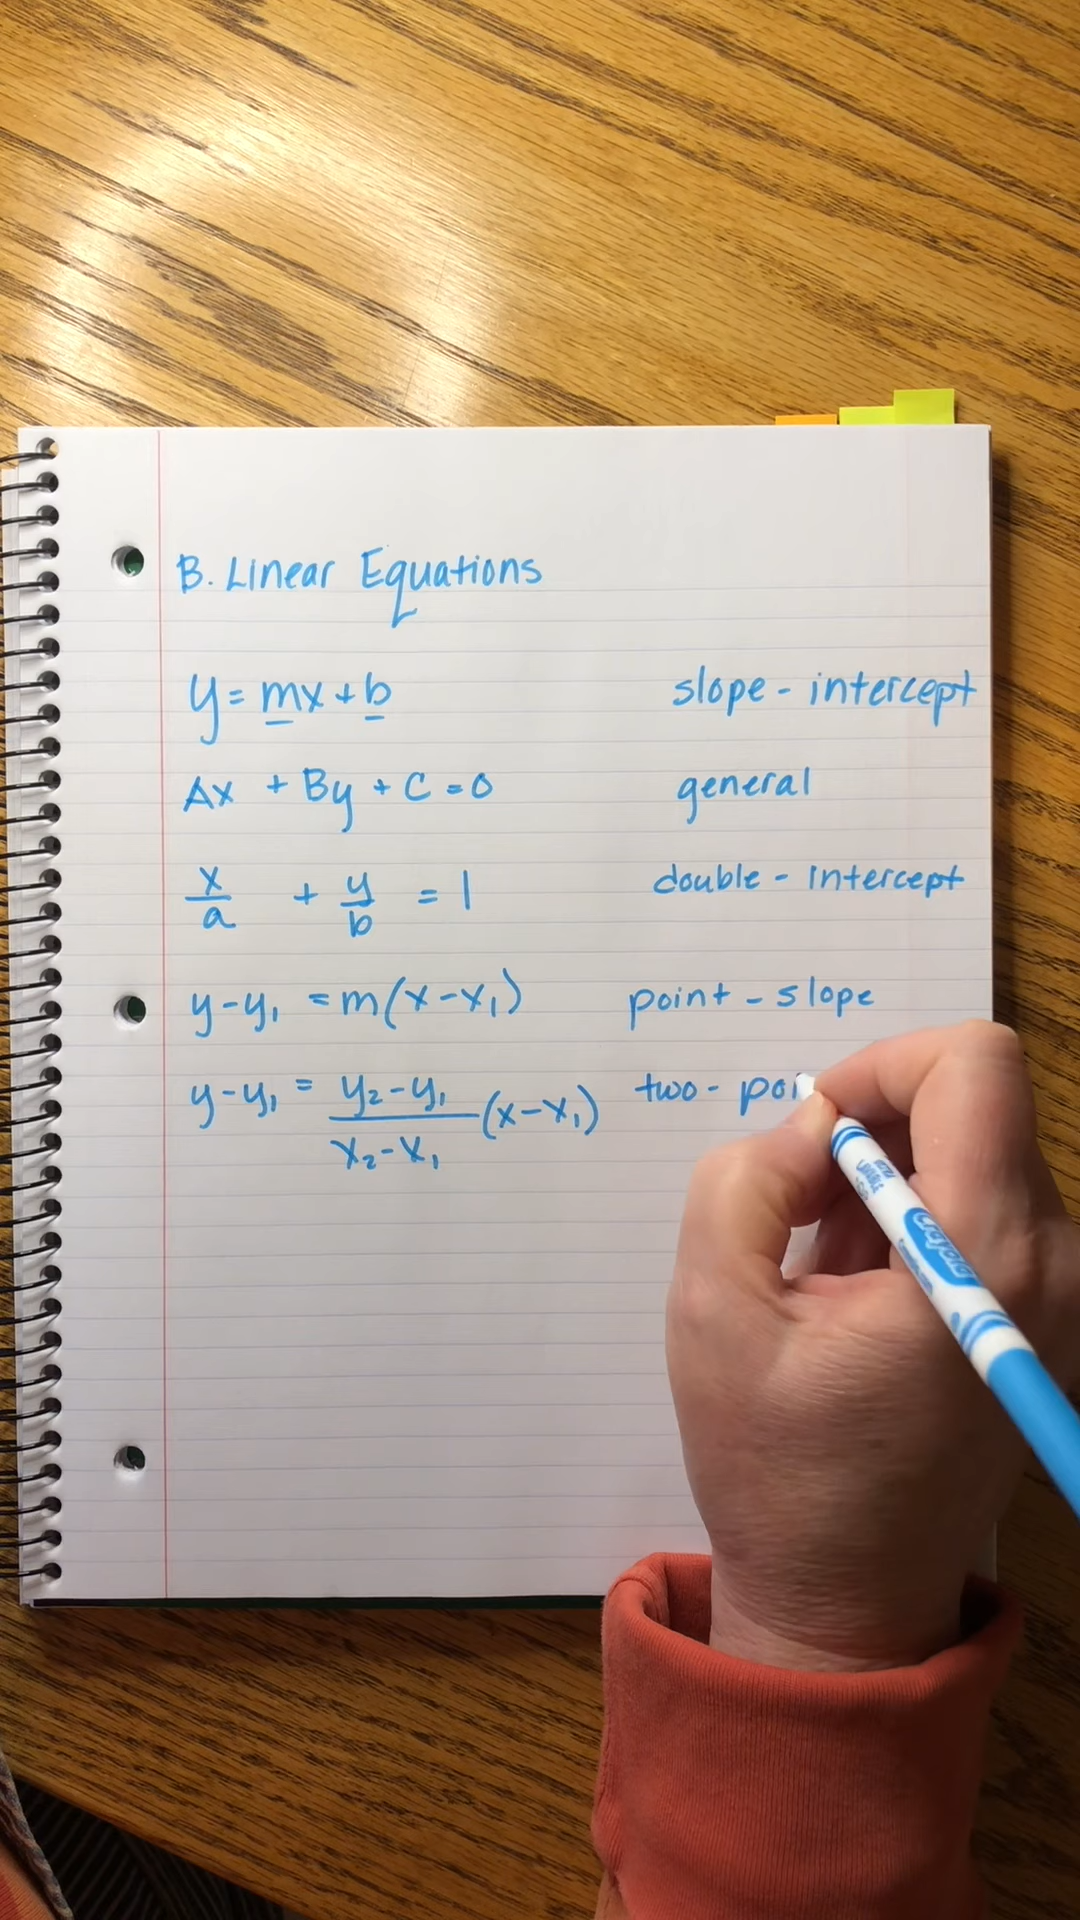 B. Linear Equations
y = mx + b slope - intercept
Ax + By + C = 0 general
x/a + y/b = 1 double - intercept
y - y₁ = m(x - x₁) point - slope
y - y₁ = (y₂ - y₁)/(x₂ - x₁) (x - x₁) two - poi
Crayola